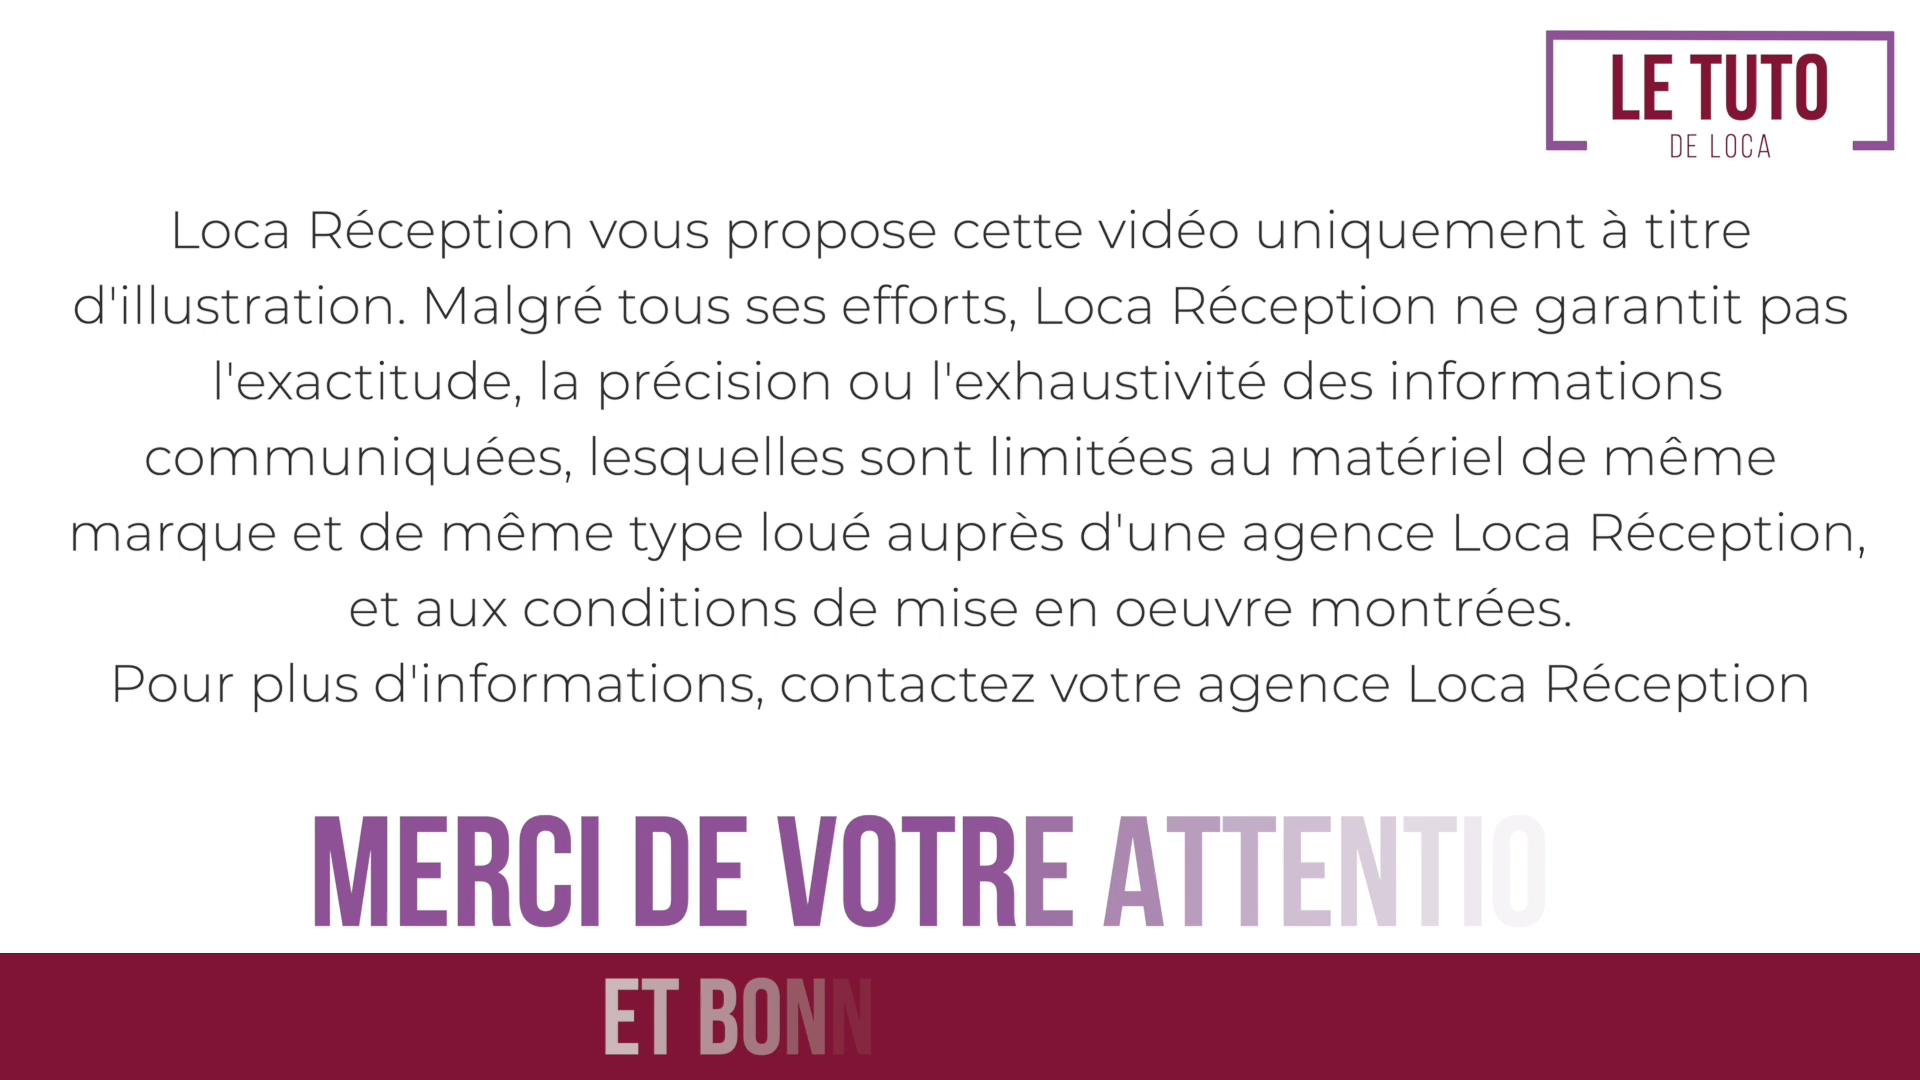 LE TUTO
DE LOCA
Loca Réception vous propose cette vidéo uniquement à titre
d'illustration. Malgré tous ses efforts, Loca Réception ne garantit pas
l'exactitude, la précision ou l'exhaustivité des informations
communiquées, lesquelles sont limitées au matériel de même
marque et de même type loué auprès d'une agence Loca Réception,
et aux conditions de mise en oeuvre montrées.
Pour plus d'informations, contactez votre agence Loca Réception
MERCI DE VOTRE ATTENTIO
ET BONN